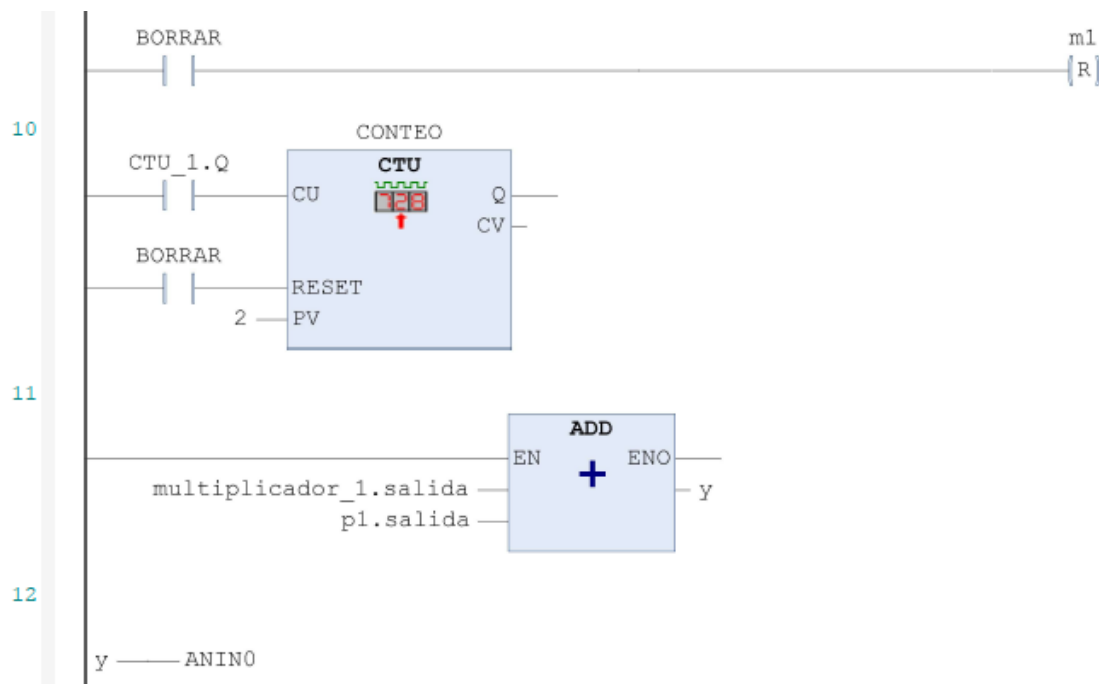 BORRAR
m1
R
10
CONTEO
CTU_1.Q
CTU
728
CU
Q
CV
BORRAR
RESET
2
PV
11
ADD
EN
ENO
multiplicador_1.salida
y
p1.salida
12
y
ANIN0